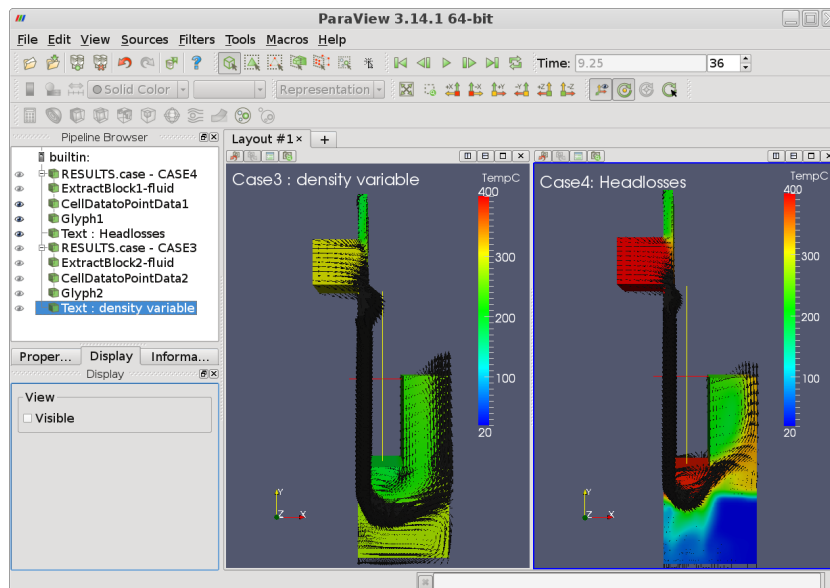 ParaView 3.14.1 64-bit
File Edit View Sources Filters Tools Macros Help
Time: 9.25 36
Solid Color Representation
+X -X +Y -Y +Z -Z
Pipeline Browser
Layout #1 × +
builtin:
RESULTS.case - CASE4
ExtractBlock1-fluid
CellDatatoPointData1
Glyph1
Text : Headlosses
RESULTS.case - CASE3
ExtractBlock2-fluid
CellDatatoPointData2
Glyph2
Text : density variable
Proper... Display Informa...
Display
View
Visible
Case3 : density variable
TempC
400
300
200
100
20
Y
Z X
Case4: Headlosses
TempC
400
300
200
100
20
Y
Z X